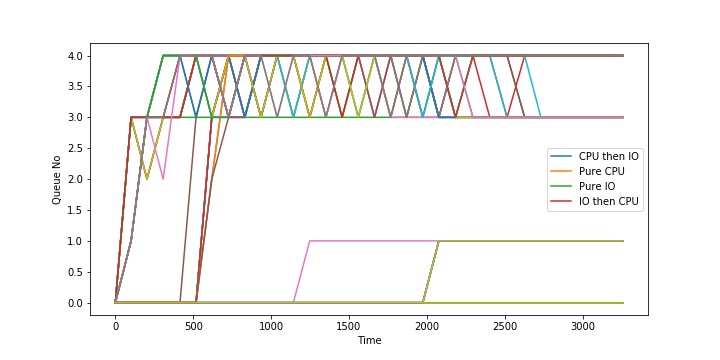 4.0
3.5
3.0
2.5
2.0
1.5
1.0
0.5
0.0
Queue No
CPU then IO
Pure CPU
Pure IO
IO then CPU
0 500 1000 1500 2000 2500 3000
Time